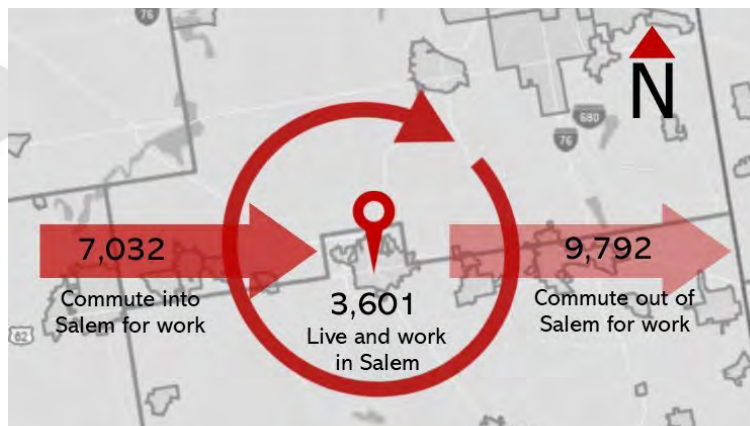 76
N
680
76
7,032
Commute into
Salem for work
3,601
Live and work
in Salem
9,792
Commute out of
Salem for work
62